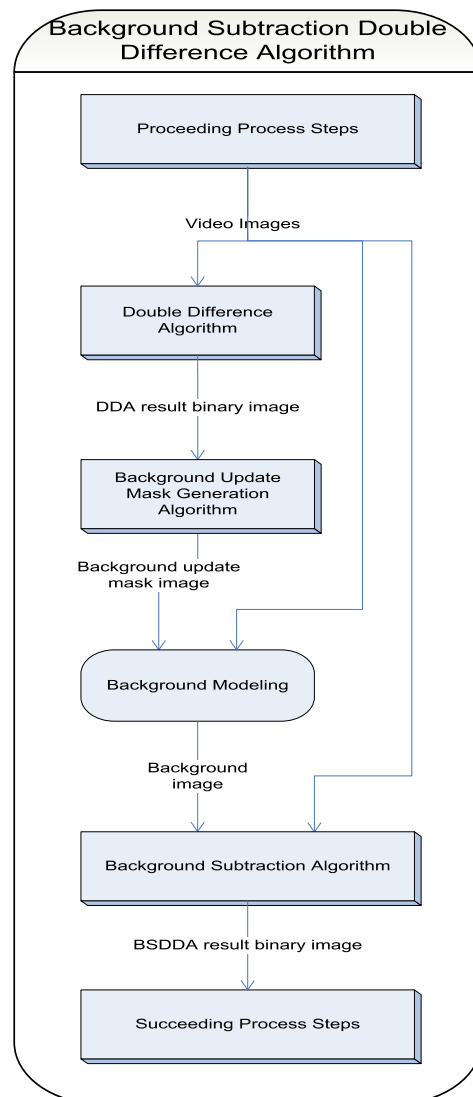 Background Subtraction Double
Difference Algorithm
Proceeding Process Steps
Video Images
Double Difference
Algorithm
DDA result binary image
Background Update
Mask Generation
Algorithm
Background update
mask image
Background Modeling
Background
image
Background Subtraction Algorithm
BSDDA result binary image
Succeeding Process Steps